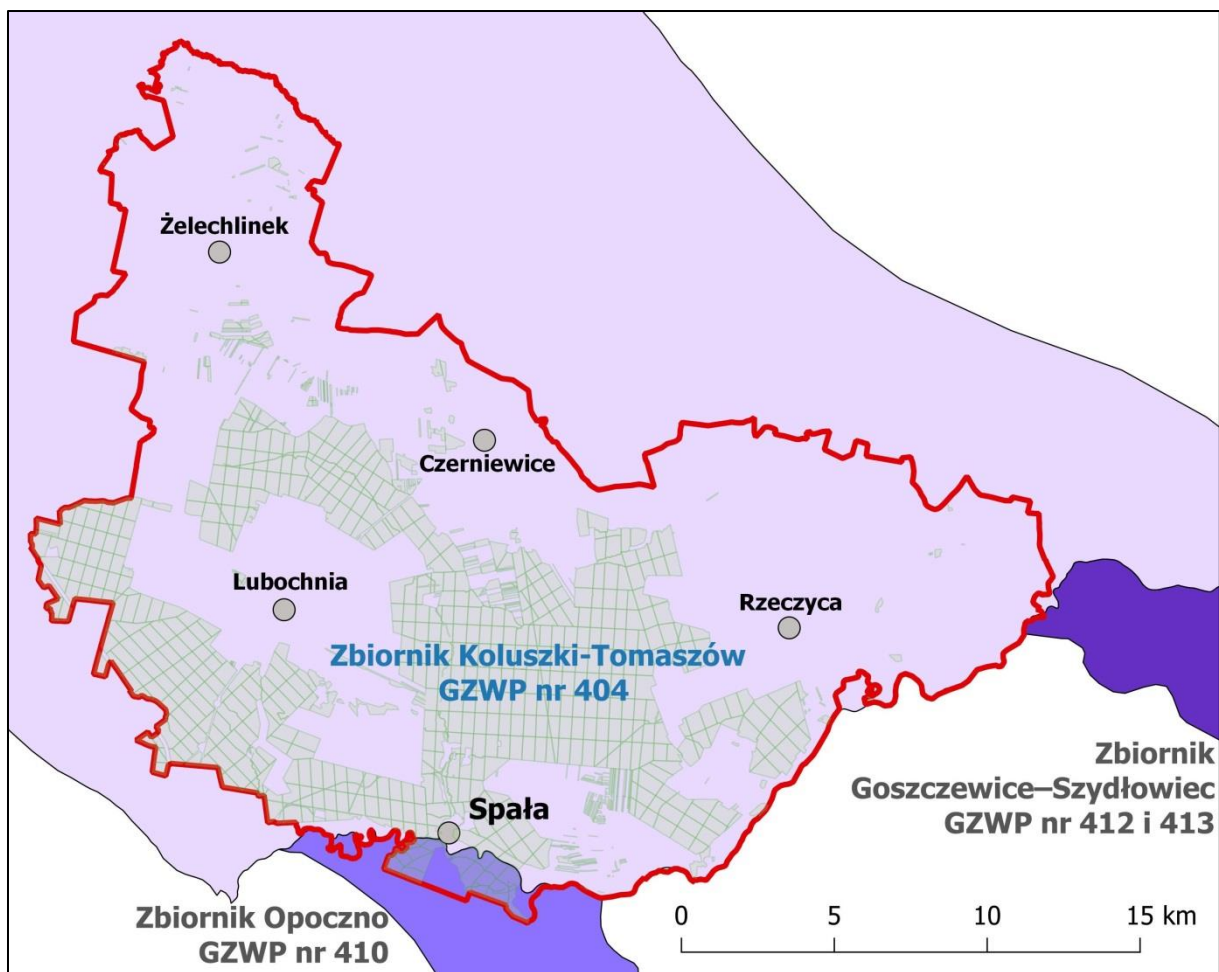 Żelechlinek
Czerniewice
Lubochnia
Rzeczyca
Zbiornik Koluszki-Tomaszów
GZWP nr 404
Zbiornik
Goszczewice–Szydłowiec
GZWP nr 412 i 413
Spała
Zbiornik Opoczno
GZWP nr 410
0 5 10 15 km